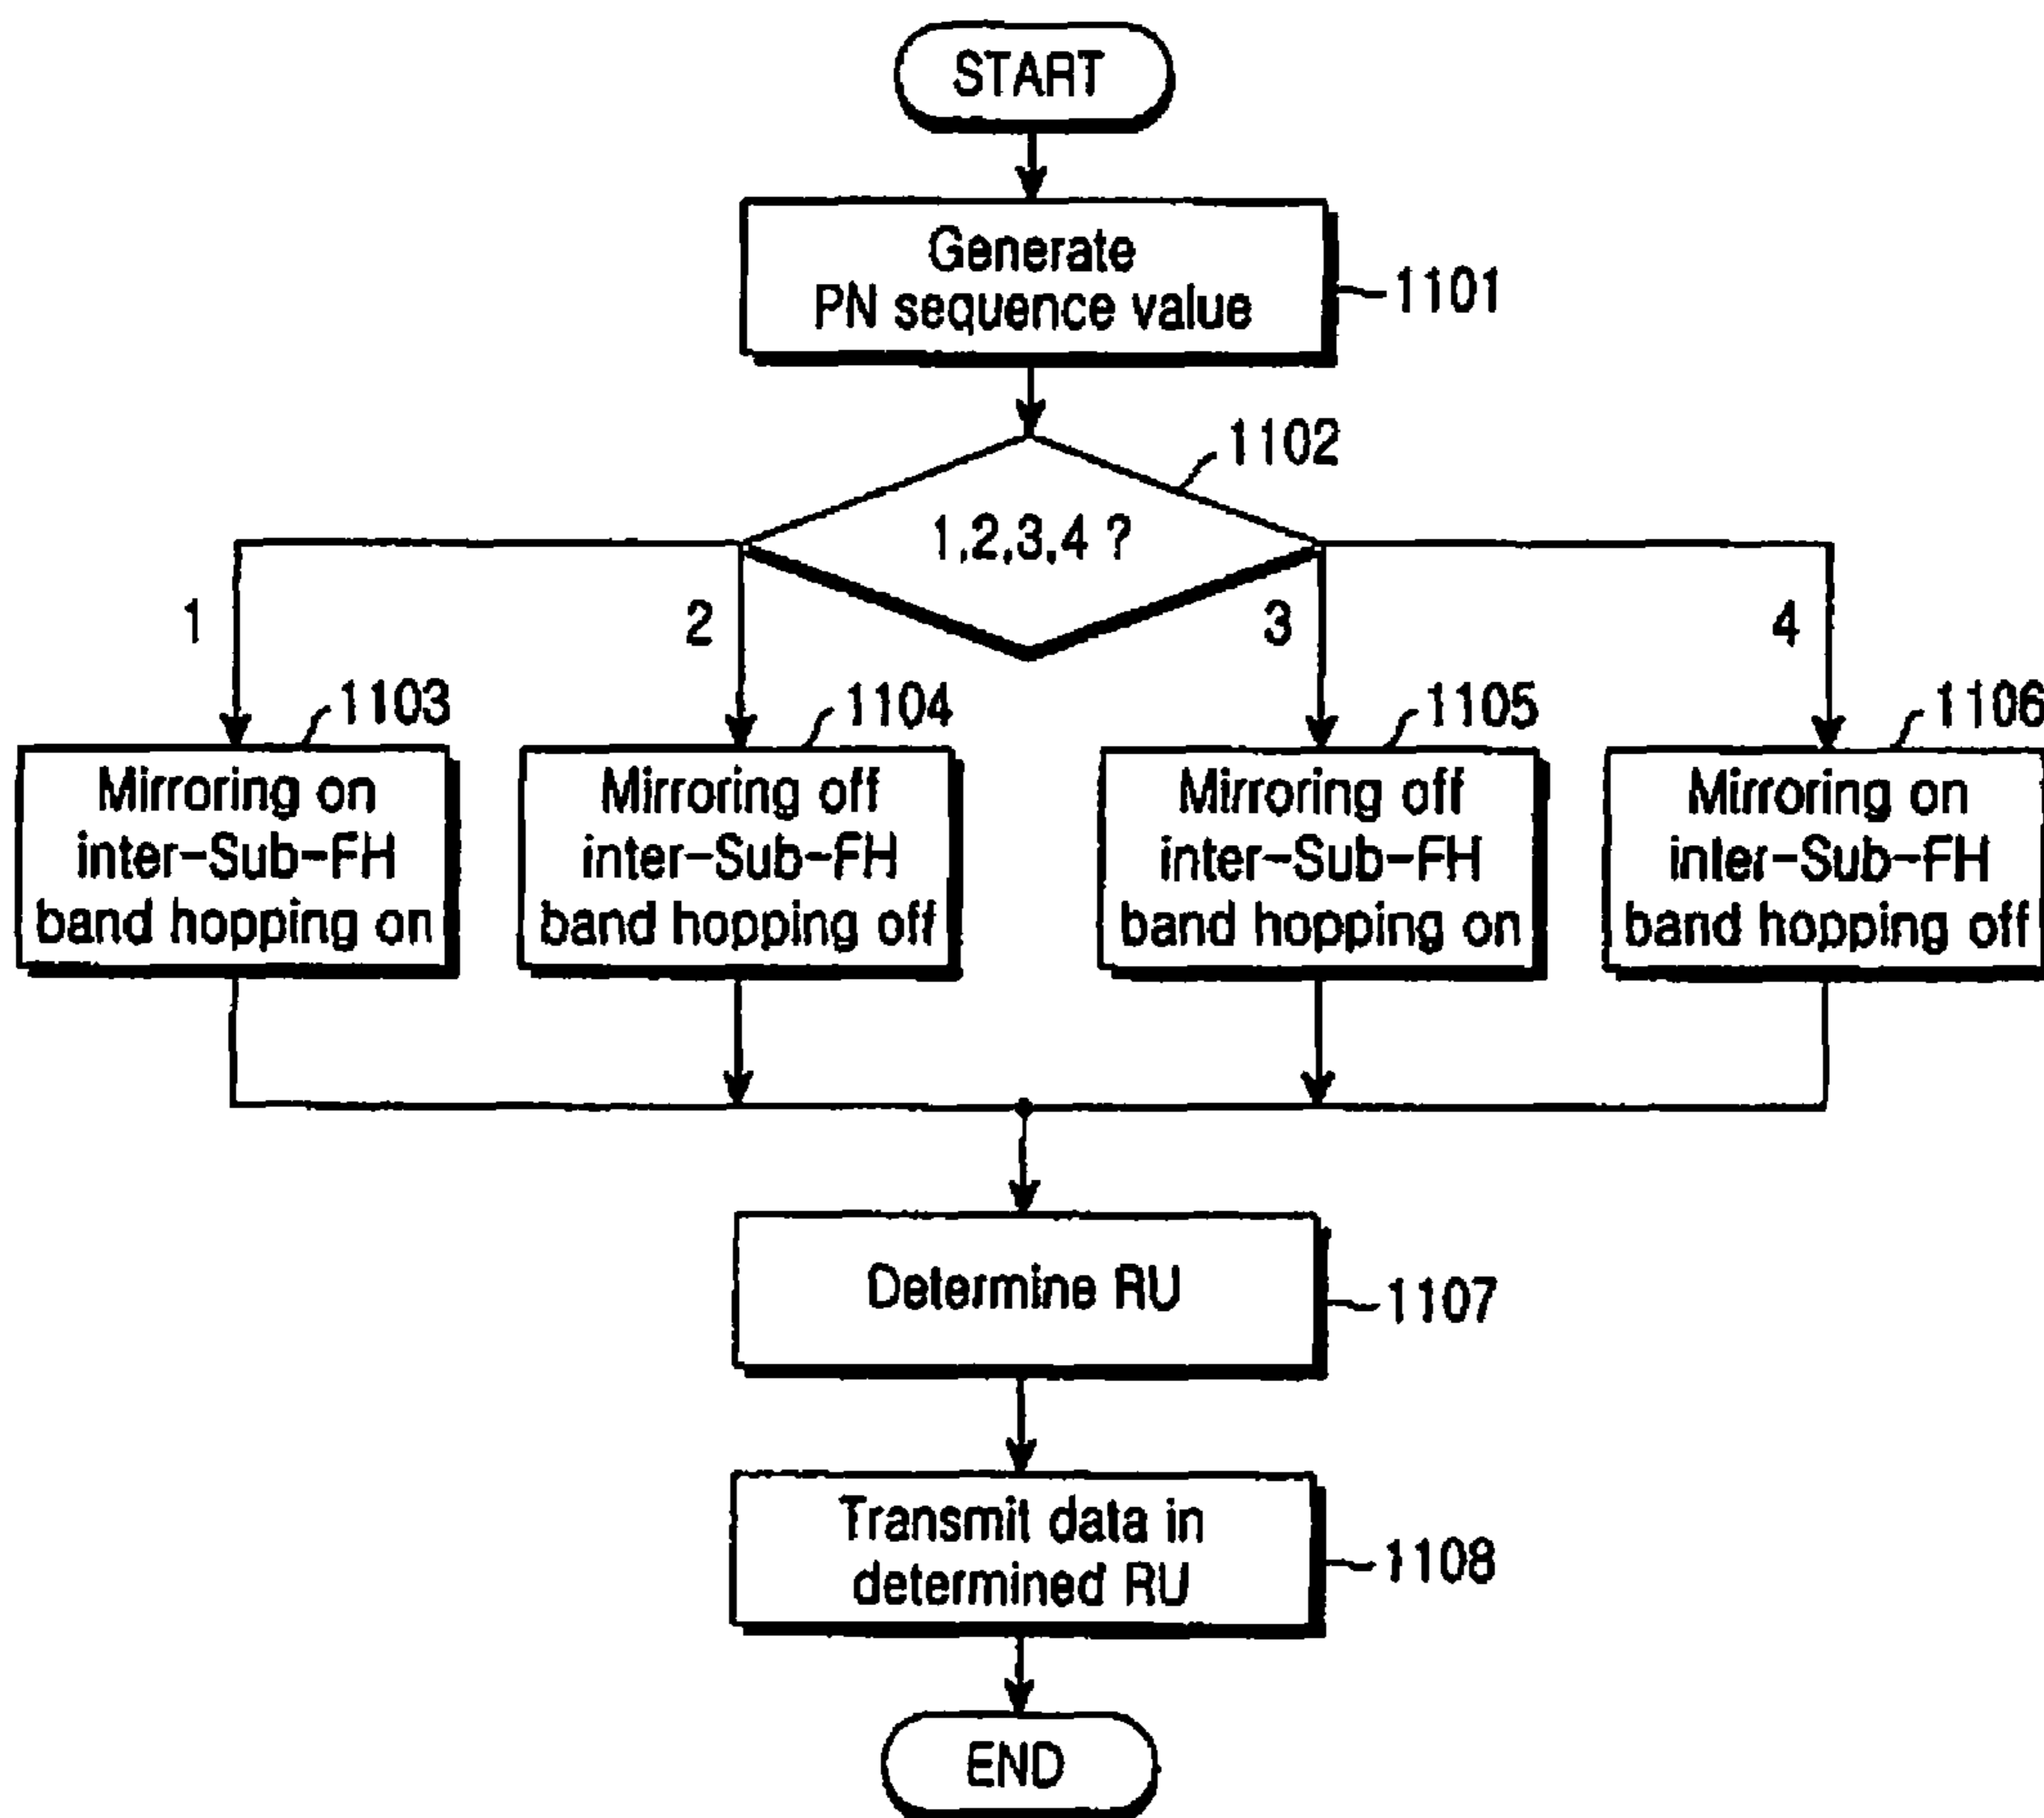 START
Generate
PN sequence value
1101
1102
1,2,3,4 ?
1
2
3
4
1103
1104
1105
1106
Mirroring on
inter-Sub-FH
band hopping on
Mirroring off
inter-Sub-FH
band hopping off
Mirroring off
inter-Sub-FH
band hopping on
Mirroring on
inter-Sub-FH
band hopping off
Determine RU
1107
Transmit data in
determined RU
1108
END